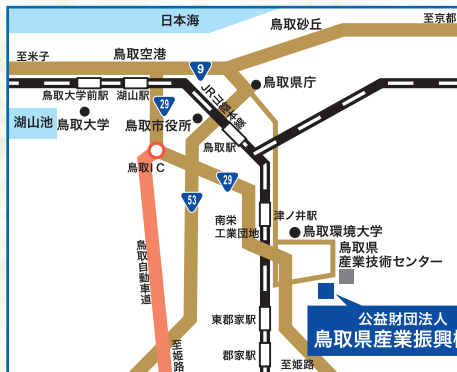 日本海
鳥取砂丘
至京都
至米子
鳥取空港
9
鳥取県庁
鳥取大学前駅
湖山駅
JR山陰本線
29
湖山池
鳥取大学
鳥取市役所
鳥取駅
鳥取IC
29
53
南栄
工業団地
津ノ井駅
鳥取環境大学
鳥取県
産業技術センター
鳥取自動車道
公益財団法人
鳥取県産業振興機
東郡家駅
郡家駅
至姫路
至姫路